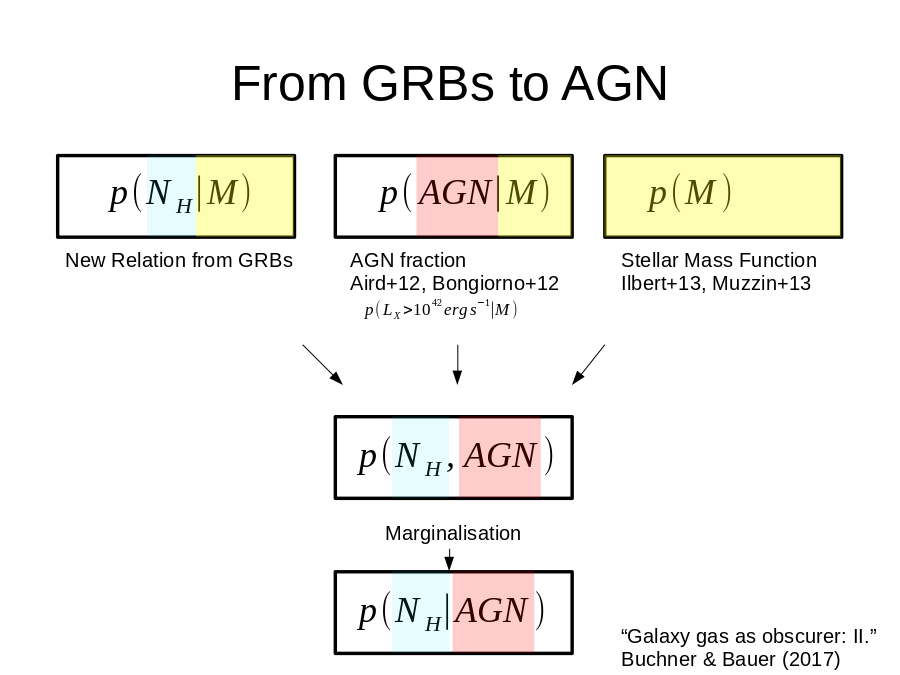 From GRBs to AGN
p(N_H|M)
p(AGN|M)
p(M)
New Relation from GRBs
AGN fraction
Aird+12, Bongiorno+12
p(L_X>10^42 erg s^−1|M)
Stellar Mass Function
Ilbert+13, Muzzin+13
p(N_H, AGN)
Marginalisation
p(N_H|AGN)
“Galaxy gas as obscurer: II.”
Buchner & Bauer (2017)